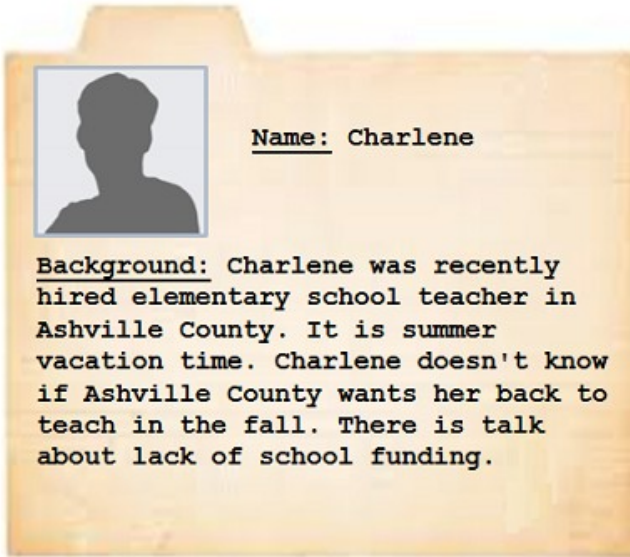 Name: Charlene
Background: Charlene was recently
hired elementary school teacher in
Ashville County. It is summer
vacation time. Charlene doesn't know
if Ashville County wants her back to
teach in the fall. There is talk
about lack of school funding.